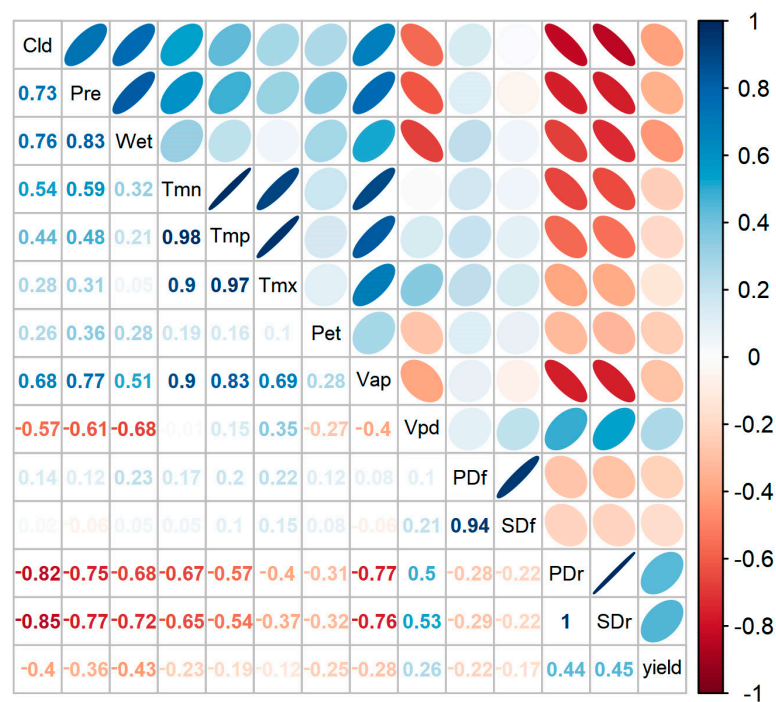 Cld
0.73 Pre
0.76 0.83 Wet
0.54 0.59 0.32 Tmn
0.44 0.48 0.21 0.98 Tmp
0.28 0.31 0.05 0.9 0.97 Tmx
0.26 0.36 0.28 0.19 0.16 0.1 Pet
0.68 0.77 0.51 0.9 0.83 0.69 0.28 Vap
-0.57 -0.61 -0.68 0.01 0.15 0.35 -0.27 -0.4 Vpd
0.14 0.12 0.23 0.17 0.2 0.22 0.12 0.08 0.1 PDf
0.02 -0.06 0.05 0.05 0.1 0.15 0.08 -0.06 0.21 0.94 SDf
-0.82 -0.75 -0.68 -0.67 -0.57 -0.4 -0.31 -0.77 0.5 -0.28 -0.22 PDr
-0.85 -0.77 -0.72 -0.65 -0.54 -0.37 -0.32 -0.76 0.53 -0.29 -0.22 1 SDr
-0.4 -0.36 -0.43 -0.23 -0.19 -0.12 -0.25 -0.28 0.26 -0.22 -0.17 0.44 0.45 yield
1
0.8
0.6
0.4
0.2
0
-0.2
-0.4
-0.6
-0.8
-1